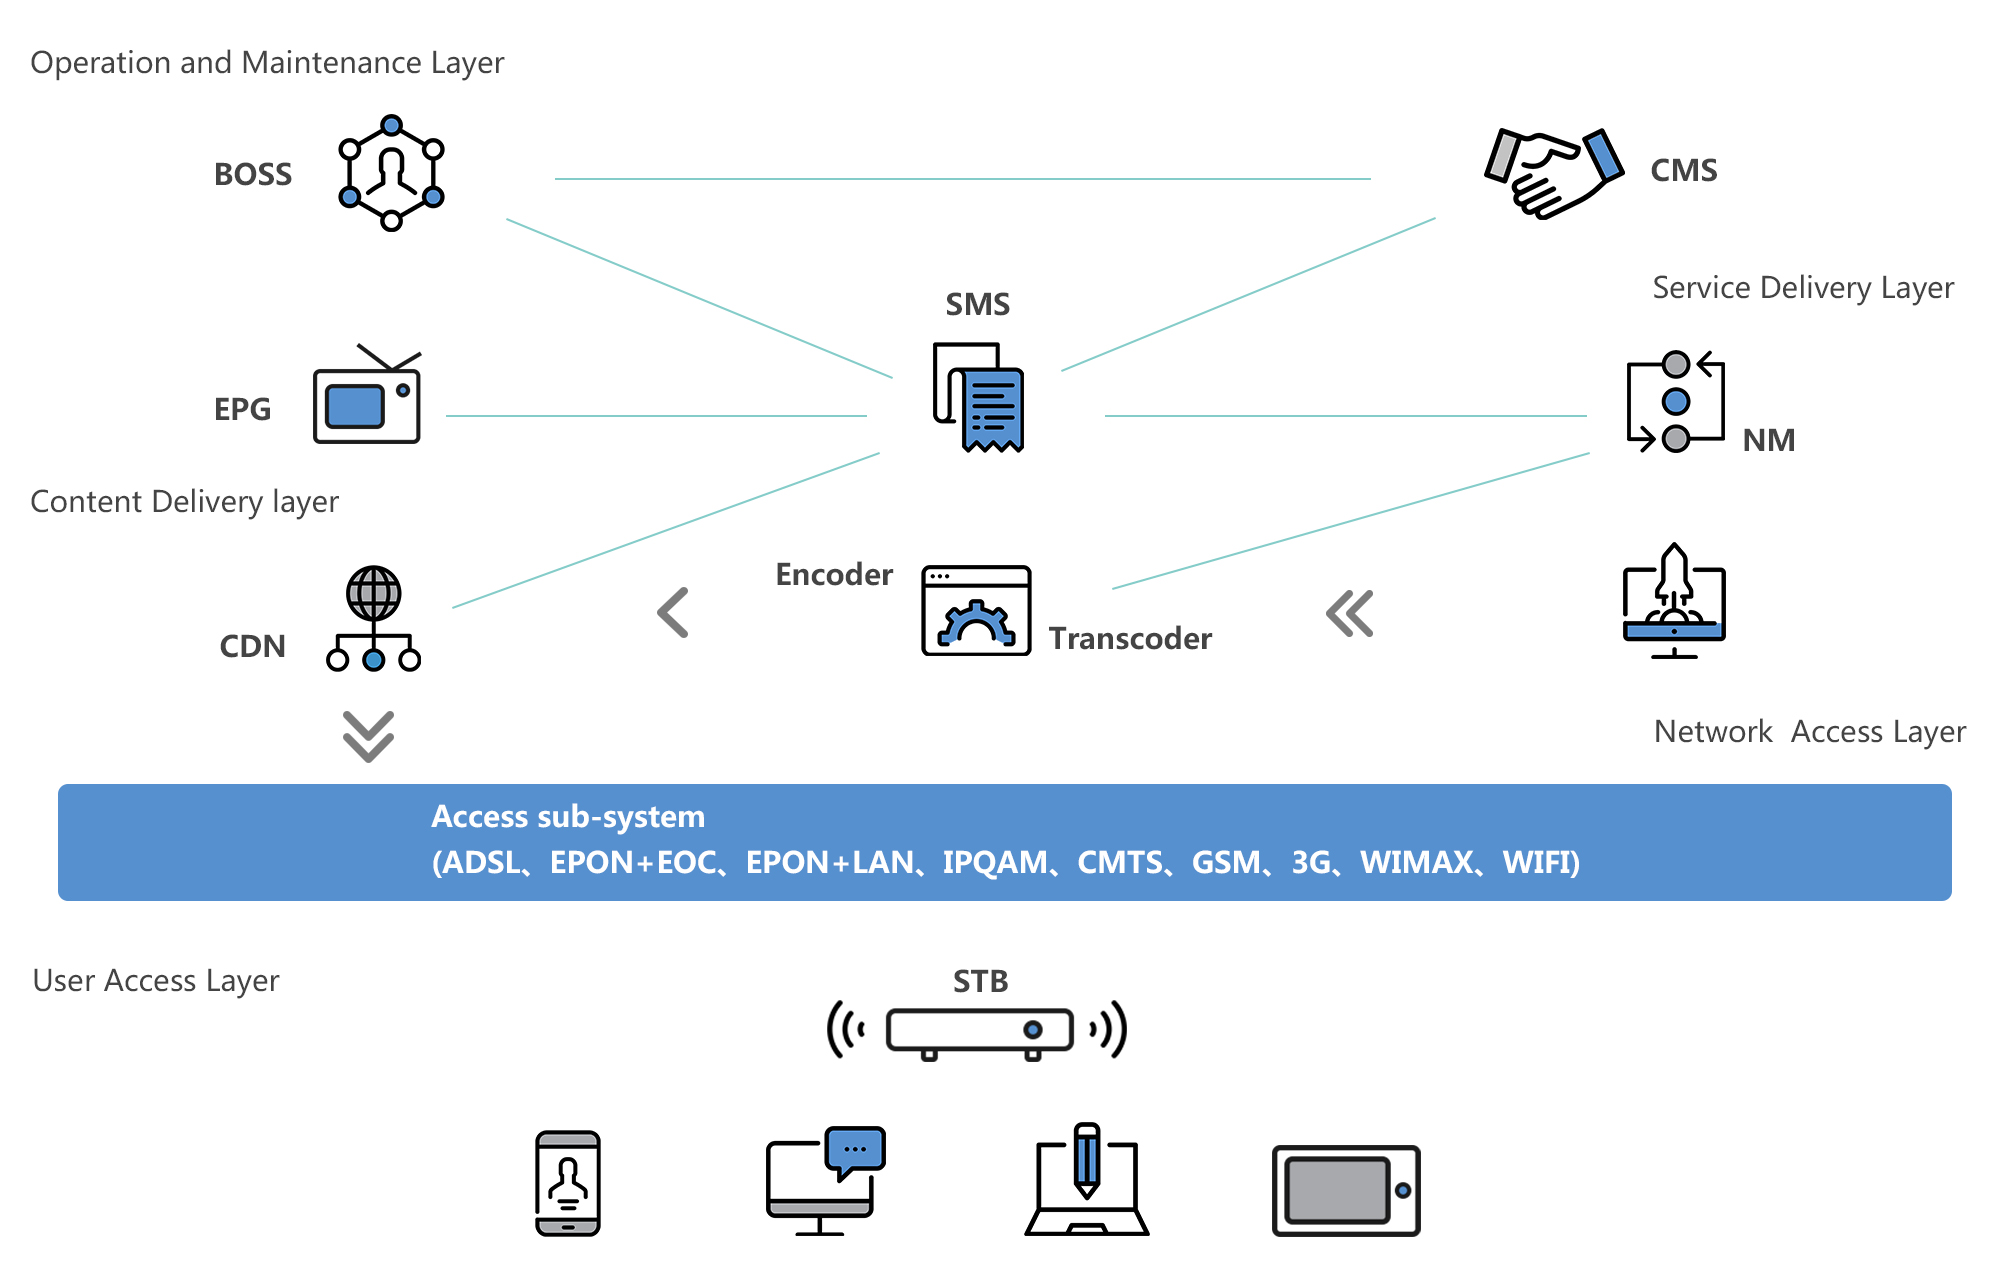 Operation and Maintenance Layer
BOSS
CMS
Service Delivery Layer
SMS
EPG
NM
Content Delivery layer
Encoder
Transcoder
CDN
Network  Access Layer
Access sub-system
(ADSL、EPON+EOC、EPON+LAN、IPQAM、CMTS、GSM、3G、WIMAX、WIFI)
User Access Layer
STB